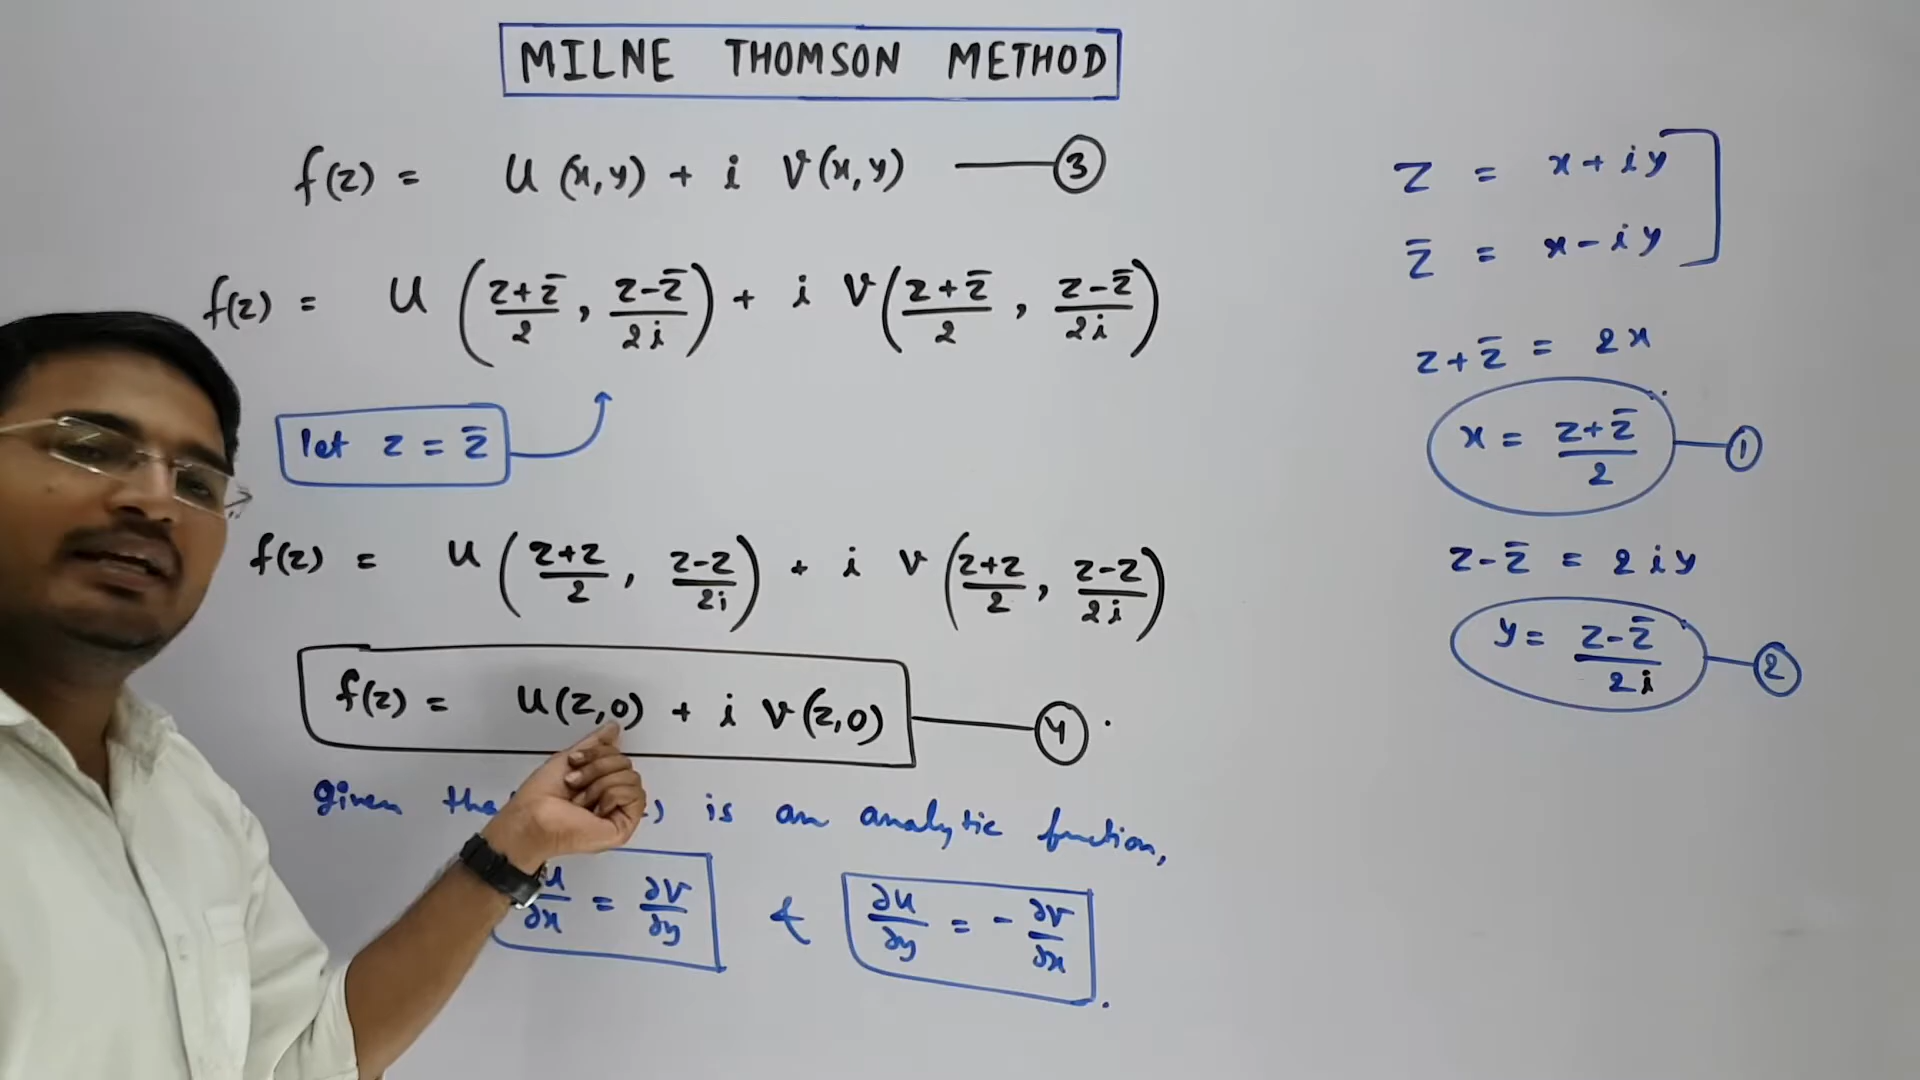 MILNE THOMSON METHOD
f(z) = u(x,y) + i v(x,y) —— ③
f(z) = u((z+z̄)/2, (z-z̄)/2i) + i v((z+z̄)/2, (z-z̄)/2i)
let z = z̄
f(z) = u((z+z)/2, (z-z)/2i) + i v((z+z)/2, (z-z)/2i)
f(z) = u(z,0) + i v(z,0) —— ④
given is an analytic function,
∂u/∂x = ∂v/∂y & ∂u/∂y = - ∂v/∂x
z = x+iy
z̄ = x-iy
z+z̄ = 2x
x = (z+z̄)/2 —— ①
z-z̄ = 2iy
y = (z-z̄)/2i —— ②